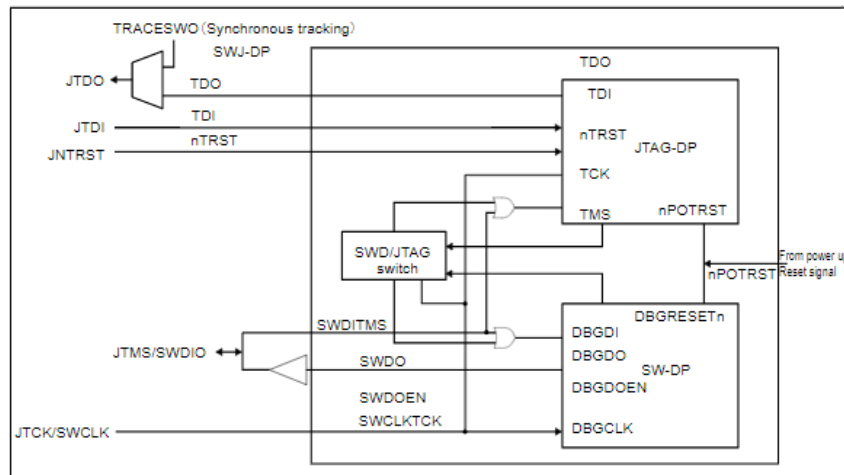 TRACESWO(Synchronous tracking)
SWJ-DP
TDO
JTDO
TDO
TDI
JTDI
TDI
nTRST
JNTRST
nTRST
JTAG-DP
TCK
TMS
nPOTRST
SWD/JTAG
switch
From power up
nPOTRST
Reset signal
DBGRESETn
SWDITMS
DBGDI
JTMS/SWDIO
SWDO
DBGDO
SW-DP
DBGDOEN
SWDOEN
SWCLKTCK
JTCK/SWCLK
DBGCLK